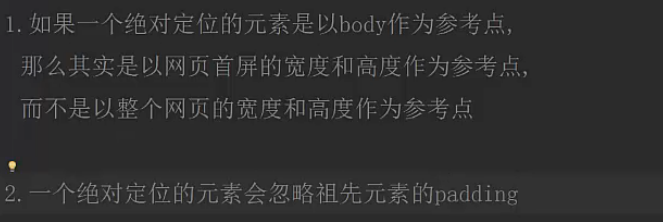 1.如果一个绝对定位的元素是以body作为参考点,
那么其实是以网页首屏的宽度和高度作为参考点,
而不是以整个网页的宽度和高度作为参考点
2.一个绝对定位的元素会忽略祖先元素的padding